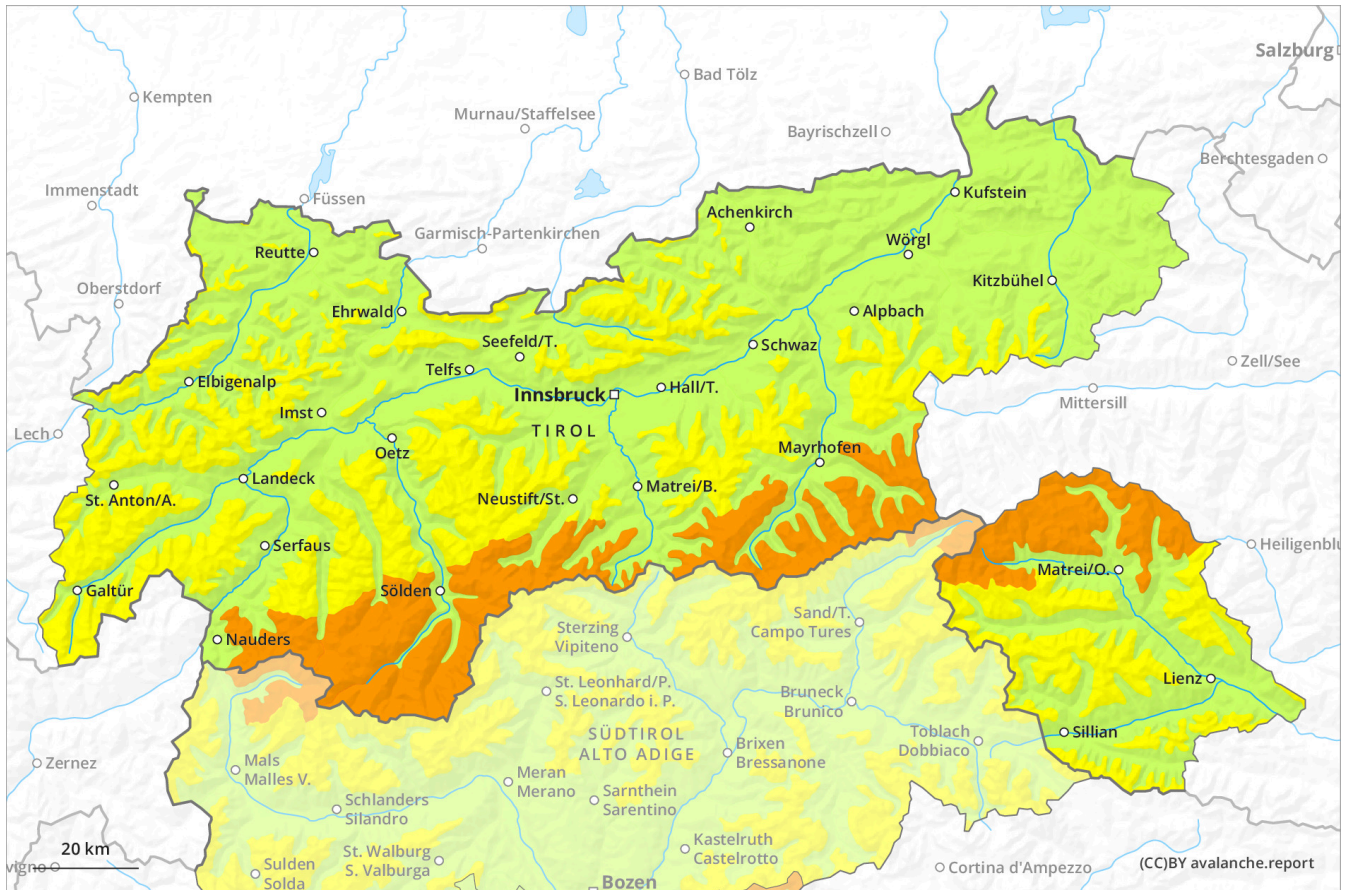 Salzburg
Bad Tölz
Kempten
Murnau/Staffelsee
Bayrischzell
Berchtesgaden
Immenstadt
Füssen
Kufstein
Achenkirch
Garmisch-Partenkirchen
Reutte
Wörgl
Oberstdorf
Kitzbühel
Ehrwald
Alpbach
Seefeld/T.
Schwaz
Zell/See
Telfs
Elbigenalp
Hall/T.
Innsbruck
Mittersill
Imst
TIROL
Lech
Oetz
Mayrhofen
Landeck
Matrei/B.
St. Anton/A.
Neustift/St.
Serfaus
Matrei/O.
Galtür
Sölden
Sand/T.
Campo Tures
Sterzing
Vipiteno
Nauders
Lienz
St. Leonhard/P.
S. Leonardo i. P.
Bruneck
Brunico
SÜDTIROL
ALTO ADIGE
Sillian
Toblach
Dobbiaco
Brixen
Bressanone
Zernez
Mals
Malles V.
Meran
Merano
Sarnthein
Sarentino
Schlanders
Silandro
20 km
Kastelruth
Castelrotto
St. Walburg
S. Valburga
(CC)BY avalanche.report
Cortina d'Ampezzo
Sulden
Solda
Bozen